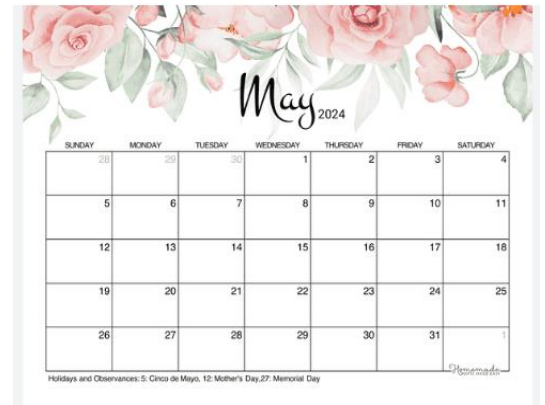 May 2024
SUNDAY MONDAY TUESDAY WEDNESDAY THURSDAY FRIDAY SATURDAY
28 29 30 1 2 3 4
5 6 7 8 9 10 11
12 13 14 15 16 17 18
19 20 21 22 23 24 25
26 27 28 29 30 31 1
Homemade
Holidays and Observances: 5: Cinco de Mayo, 12: Mother's Day,27: Memorial Day